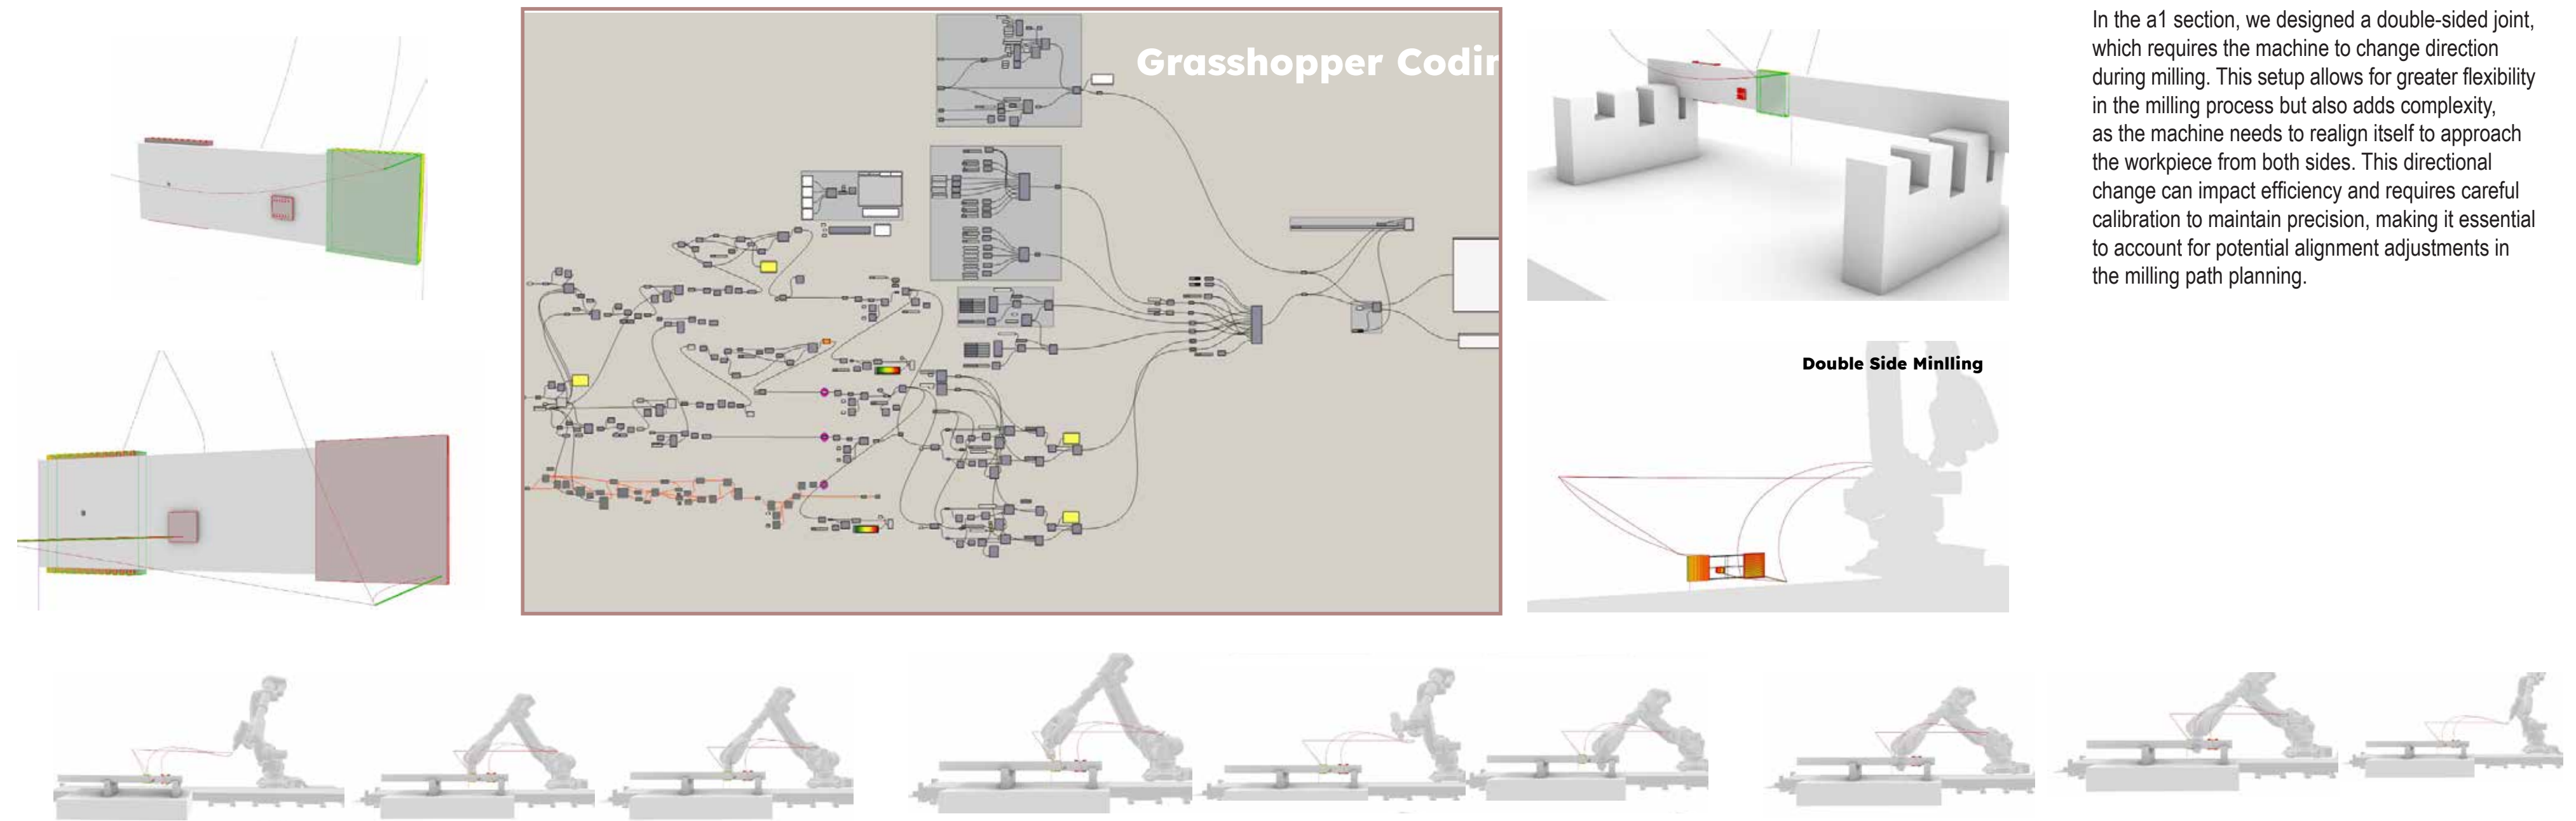 Grasshopper Codin
In the a1 section, we designed a double-sided joint,
which requires the machine to change direction
during milling. This setup allows for greater flexibility
in the milling process but also adds complexity,
as the machine needs to realign itself to approach
the workpiece from both sides. This directional
change can impact efficiency and requires careful
calibration to maintain precision, making it essential
to account for potential alignment adjustments in
the milling path planning.
Double Side Minlling